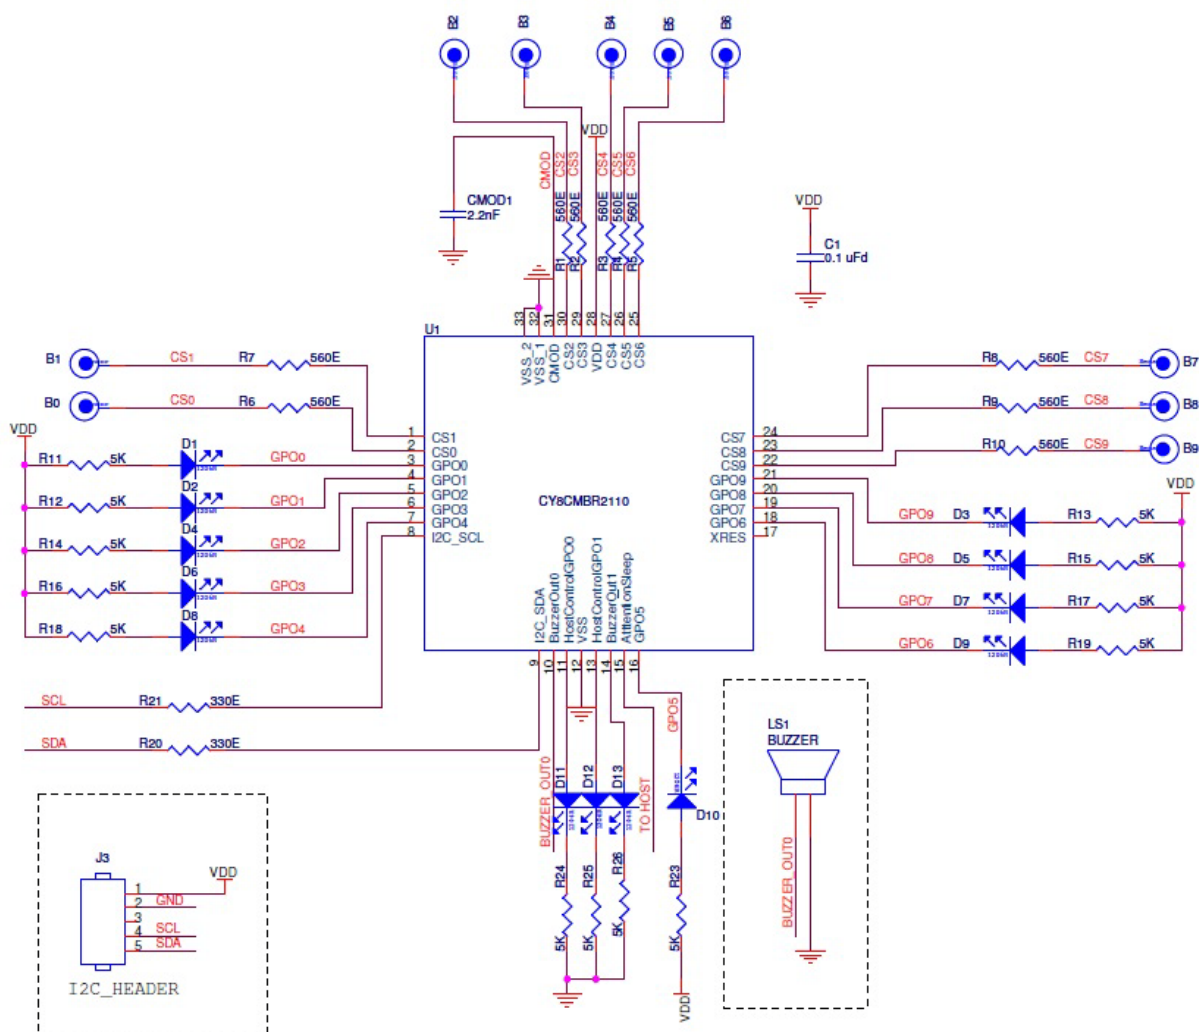 B2
B3
B4
B5
B6
VDD
CMOD
CS2
CS3
CS4
CS5
CS6
CMOD1
2.2nF
560E
560E
560E
560E
560E
R1
R2
R3
R4
R5
VDD
C1
0.1 uFd
33
32
31
30
29
28
27
26
25
U1
VSS_2
VSS_1
CMOD
CS2
CS3
VDD
CS4
CS5
CS6
B1 CS1 R7 560E
B0 CS0 R6 560E
R8 560E CS7 B7
R9 560E CS8 B8
R10 560E CS9 B9
VDD
R11 5K D1 GPO0
R12 5K D2 GPO1
R14 5K D4 GPO2
R16 5K D6 GPO3
R18 5K D8 GPO4
1 CS1
2 CS0
3 GPO0
4 GPO1
5 GPO2
6 GPO3
7 GPO4
8 I2C_SCL
CY8CMBR2110
CS7 24
CS8 23
CS9 22
GPO9 21
GPO8 20
GPO7 19
GPO6 18
XRES 17
VDD
GPO9 D3 R13 5K
GPO8 D5 R15 5K
GPO7 D7 R17 5K
GPO6 D9 R19 5K
I2C_SDA
BuzzerOut0
HostControlGPO0
VSS
HostControlGPO1
BuzzerOut1
AttentionSleep
GPO5
9
10
11
12
13
14
15
16
SCL R21 330E
SDA R20 330E
BUZZER_OUT0
D11
D12
D13
TO HOST
GPO5
D10
R24
R25
R26
R23
5K
5K
5K
5K
VDD
LS1
BUZZER
BUZZER_OUT0
J3
VDD
1
2 GND
3
4 SCL
5 SDA
I2C_HEADER